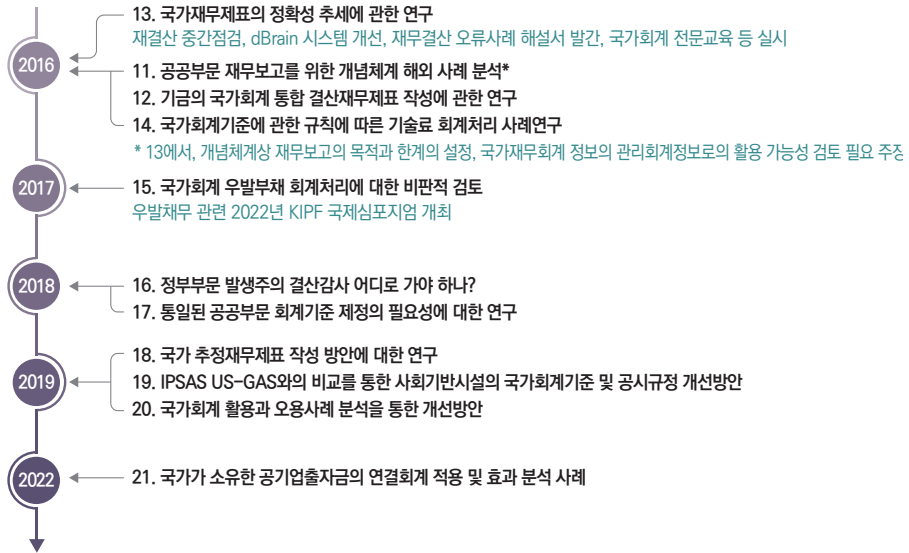 13. 국가재무제표의 정확성 추세에 관한 연구
재결산 중간점검, dBrain 시스템 개선, 재무결산 오류사례 해설서 발간, 국가회계 전문교육 등 실시
2016
11. 공공부문 재무보고를 위한 개념체계 해외 사례 분석*
12. 기금의 국가회계 통합 결산재무제표 작성에 관한 연구
14. 국가회계기준에 관한 규칙에 따른 기술료 회계처리 사례연구
* 13에서, 개념체계상 재무보고의 목적과 한계의 설정, 국가재무회계 정보의 관리회계정보로의 활용 가능성 검토 필요 주장
2017
15. 국가회계 우발부채 회계처리에 대한 비판적 검토
우발채무 관련 2022년 KIPF 국제심포지엄 개최
2018
16. 정부부문 발생주의 결산감사 어디로 가야 하나?
17. 통일된 공공부문 회계기준 제정의 필요성에 대한 연구
18. 국가 추정재무제표 작성 방안에 대한 연구
2019
19. IPSAS US-GAS와의 비교를 통한 사회기반시설의 국가회계기준 및 공시규정 개선방안
20. 국가회계 활용과 오용사례 분석을 통한 개선방안
2022
21. 국가가 소유한 공기업출자금의 연결회계 적용 및 효과 분석 사례